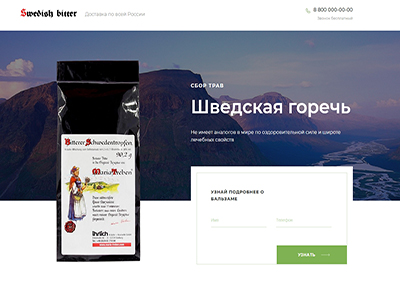 Swedish bitter
Доставка по всей России
8 800 000-00-00
Звонок бесплатный
СБОР ТРАВ
Шведская горечь
Не имеет аналогов в мире по оздоровительной силе и широте
лечебных свойств
Bitterer Schwedentropfen
90,2 g
Maria Treben
ihrlich
УЗНАЙ ПОДРОБНЕЕ О
БАЛЬЗАМЕ
Имя
Телефон
УЗНАТЬ